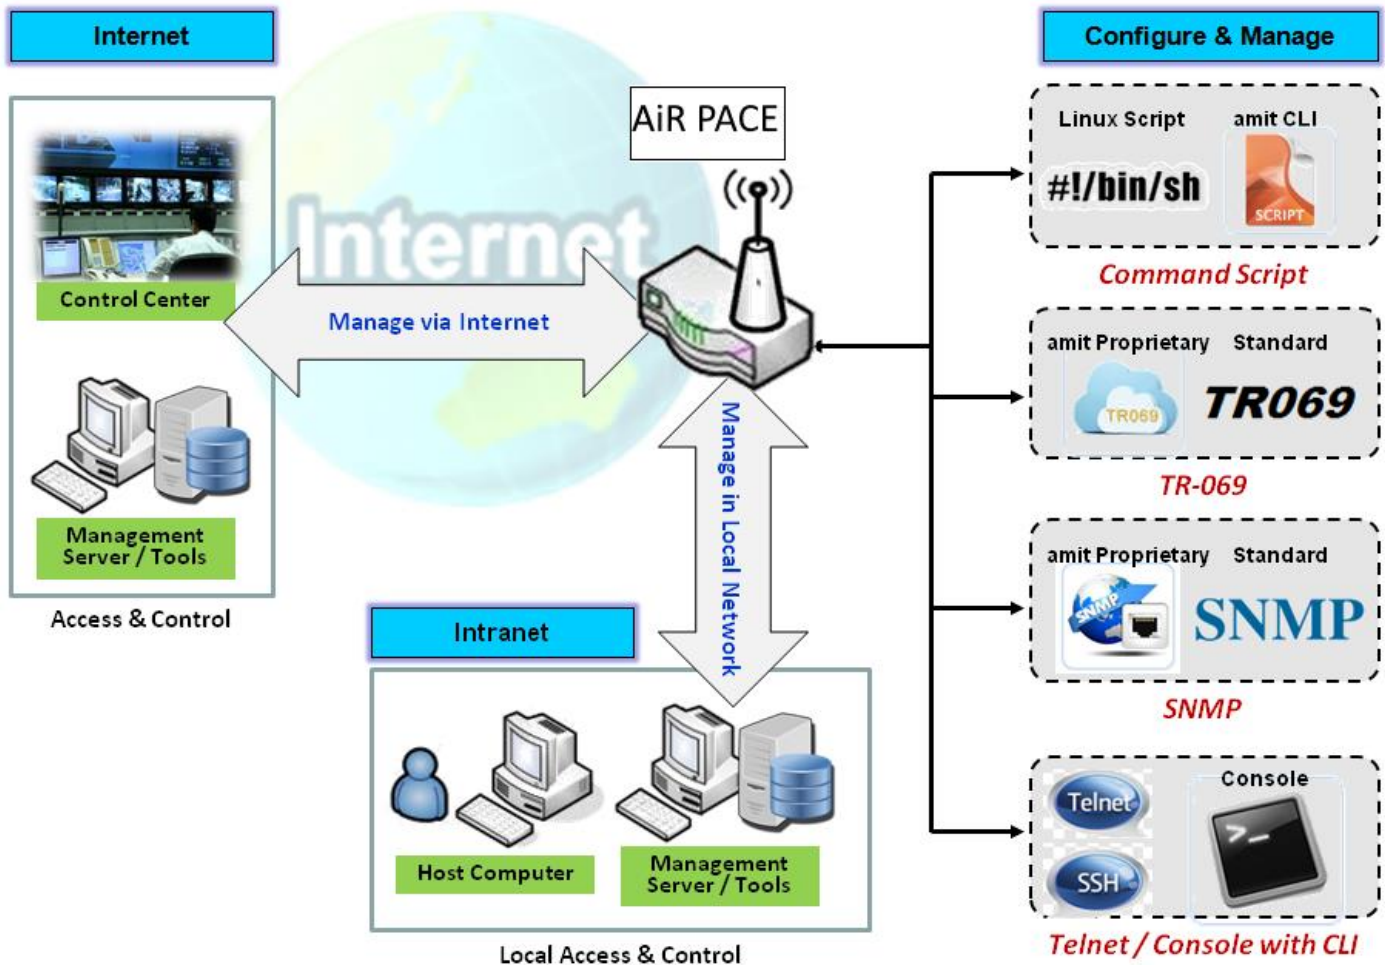 Internet
Configure & Manage
AiR PACE
Linux Script
amit CLI
#!/bin/sh
SCRIPT
Command Script
Internet
Control Center
Manage via Internet
amit Proprietary
Standard
TR069
TR069
TR-069
Management
Server / Tools
Access & Control
Manage in Local Network
amit Proprietary
Standard
SNMP
SNMP
SNMP
Intranet
Host Computer
Management
Server / Tools
Local Access & Control
Telnet
SSH
Console
>_
Telnet / Console with CLI